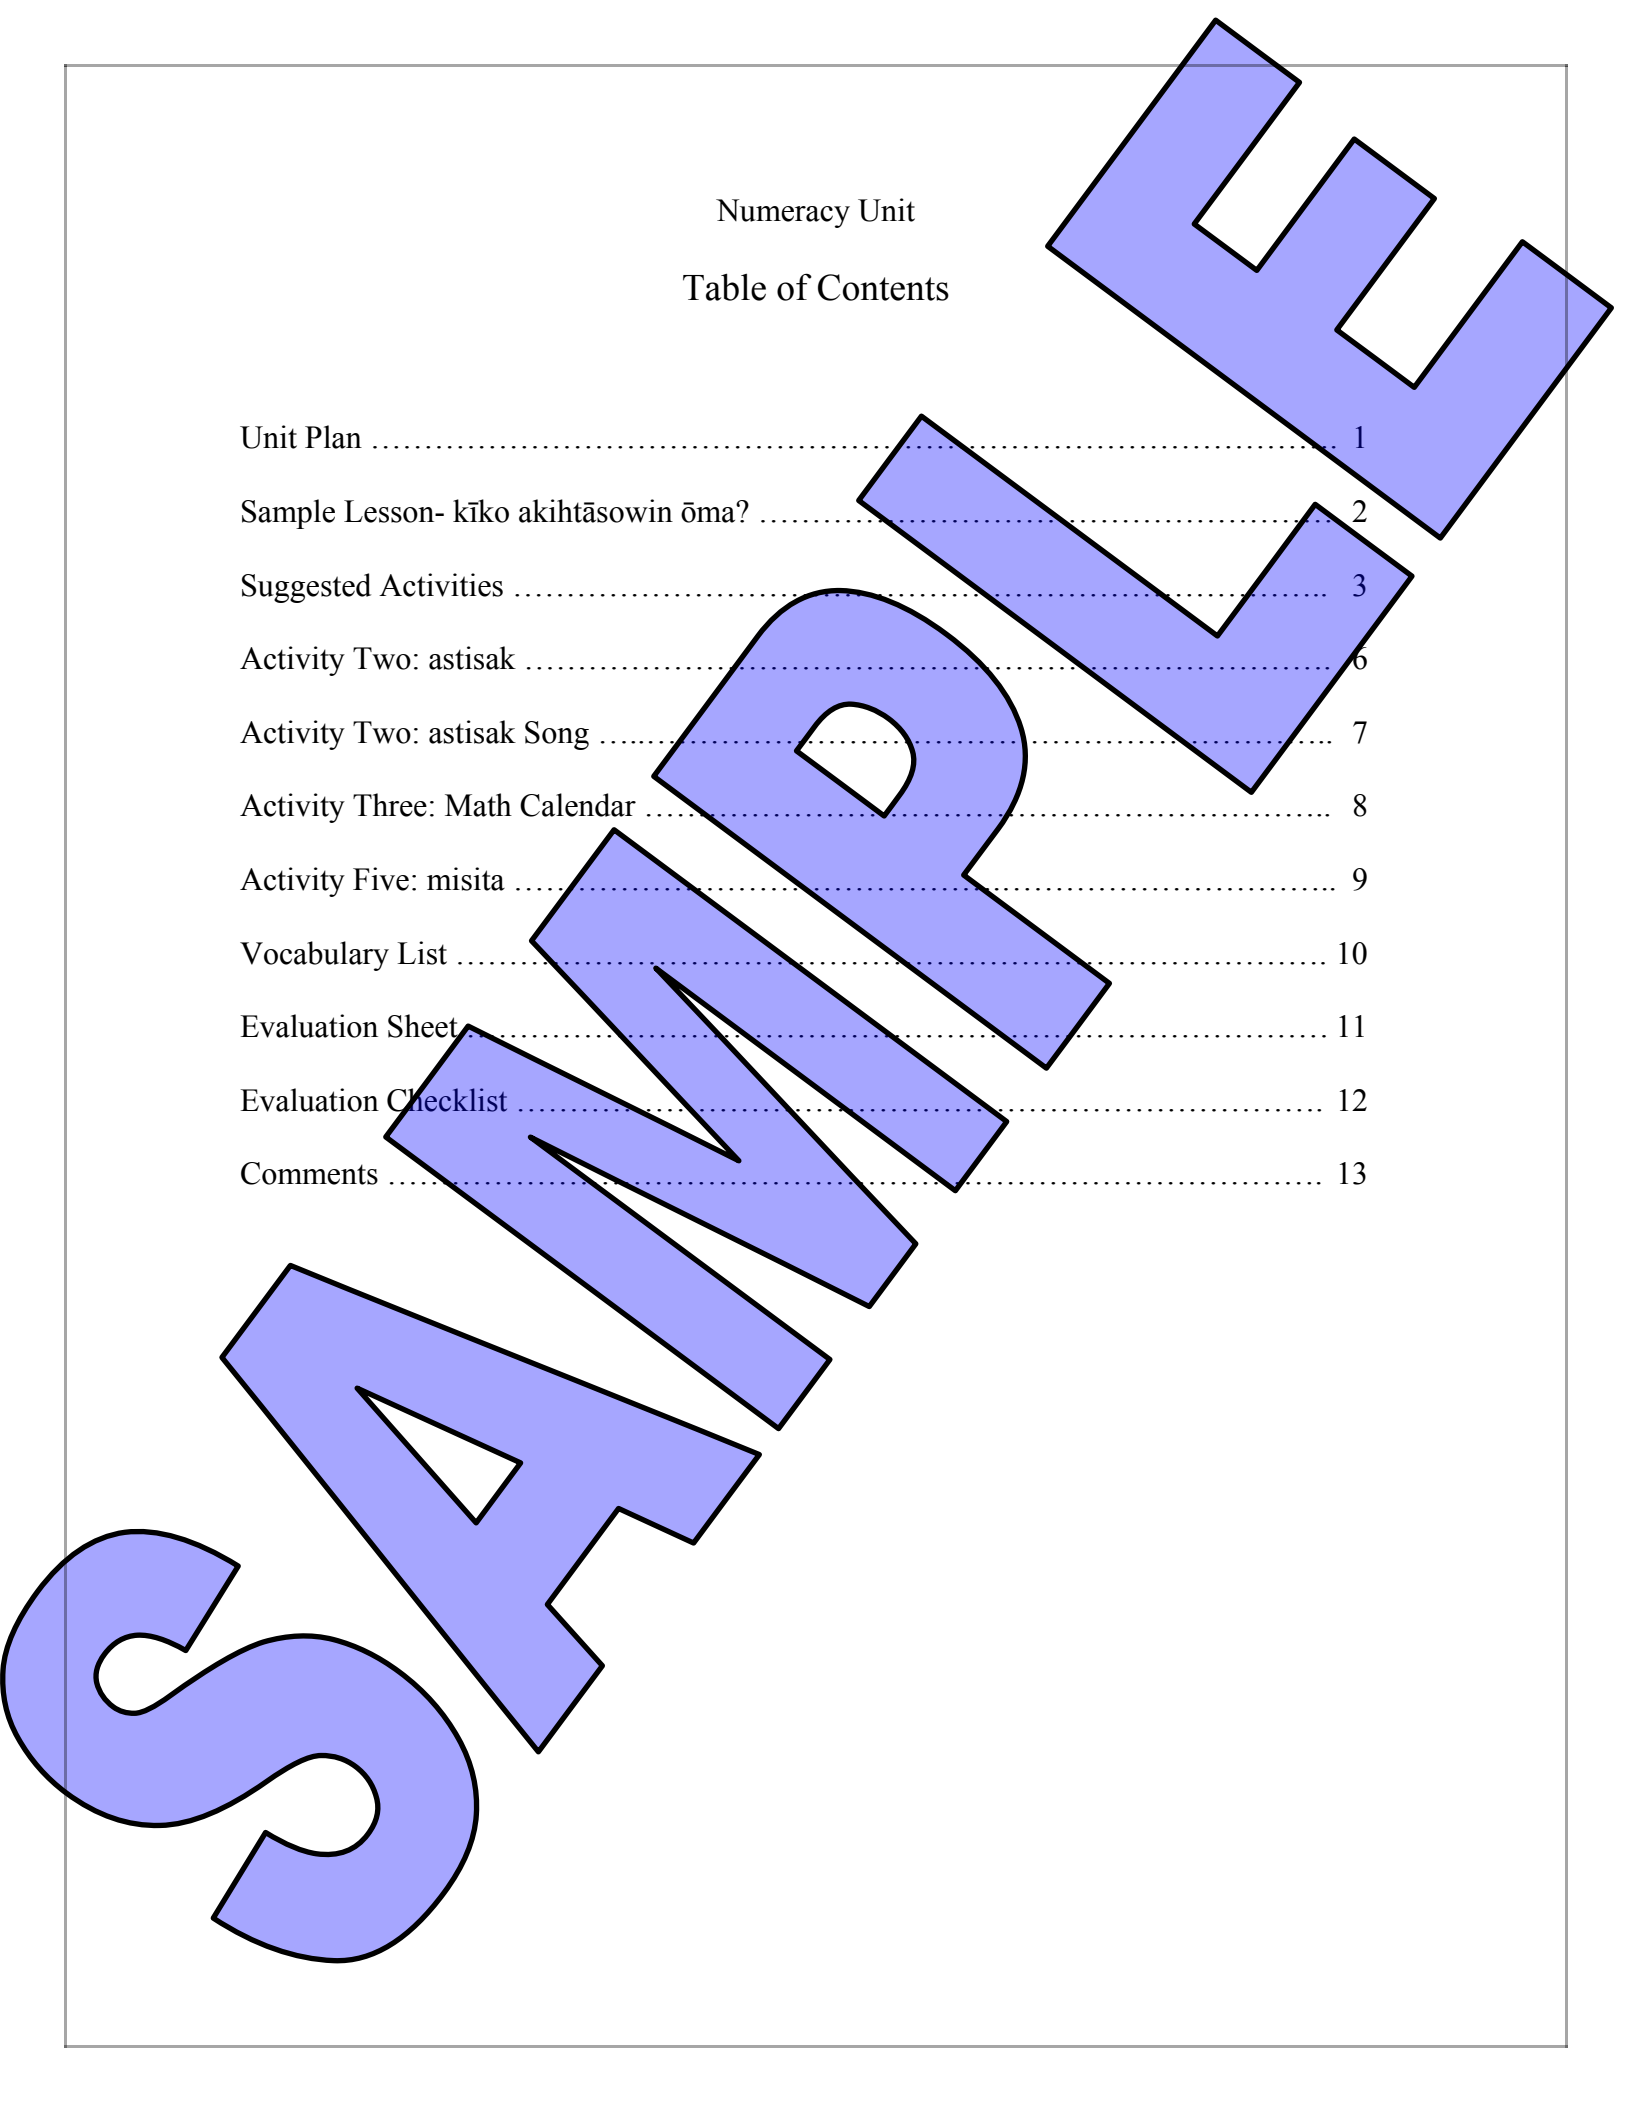 Numeracy Unit
Table of Contents
Unit Plan ……………………………………………………………………………….. 1
Sample Lesson- kīko akihtāsowin ōma? ……………………………………………….. 2
Suggested Activities ………………………………………………………………….. 3
Activity Two: astisak ………………………………………………………………….. 6
Activity Two: astisak Song …..……………………………………………………….. 7
Activity Three: Math Calendar ……………………………………………………….. 8
Activity Five: misita …………………………………………………………………... 9
Vocabulary List ………………………………………………………………………. 10
Evaluation Sheet………………………………………………………………………. 11
Evaluation Checklist …………………………………………………………………. 12
Comments ……………………………………………………………………………. 13
SAMPLE